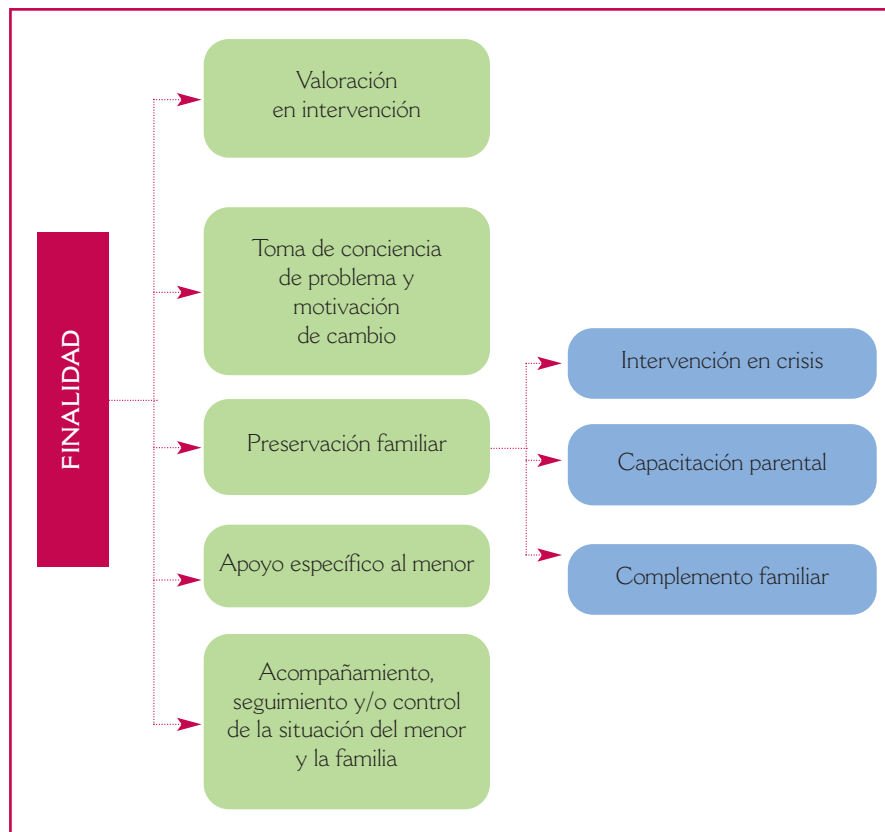 FINALIDAD
Valoración
en intervención
Toma de conciencia
de problema y
motivación
de cambio
Preservación familiar
Apoyo específico al menor
Acompañamiento,
seguimiento y/o control
de la situación del menor
y la familia
Intervención en crisis
Capacitación parental
Complemento familiar